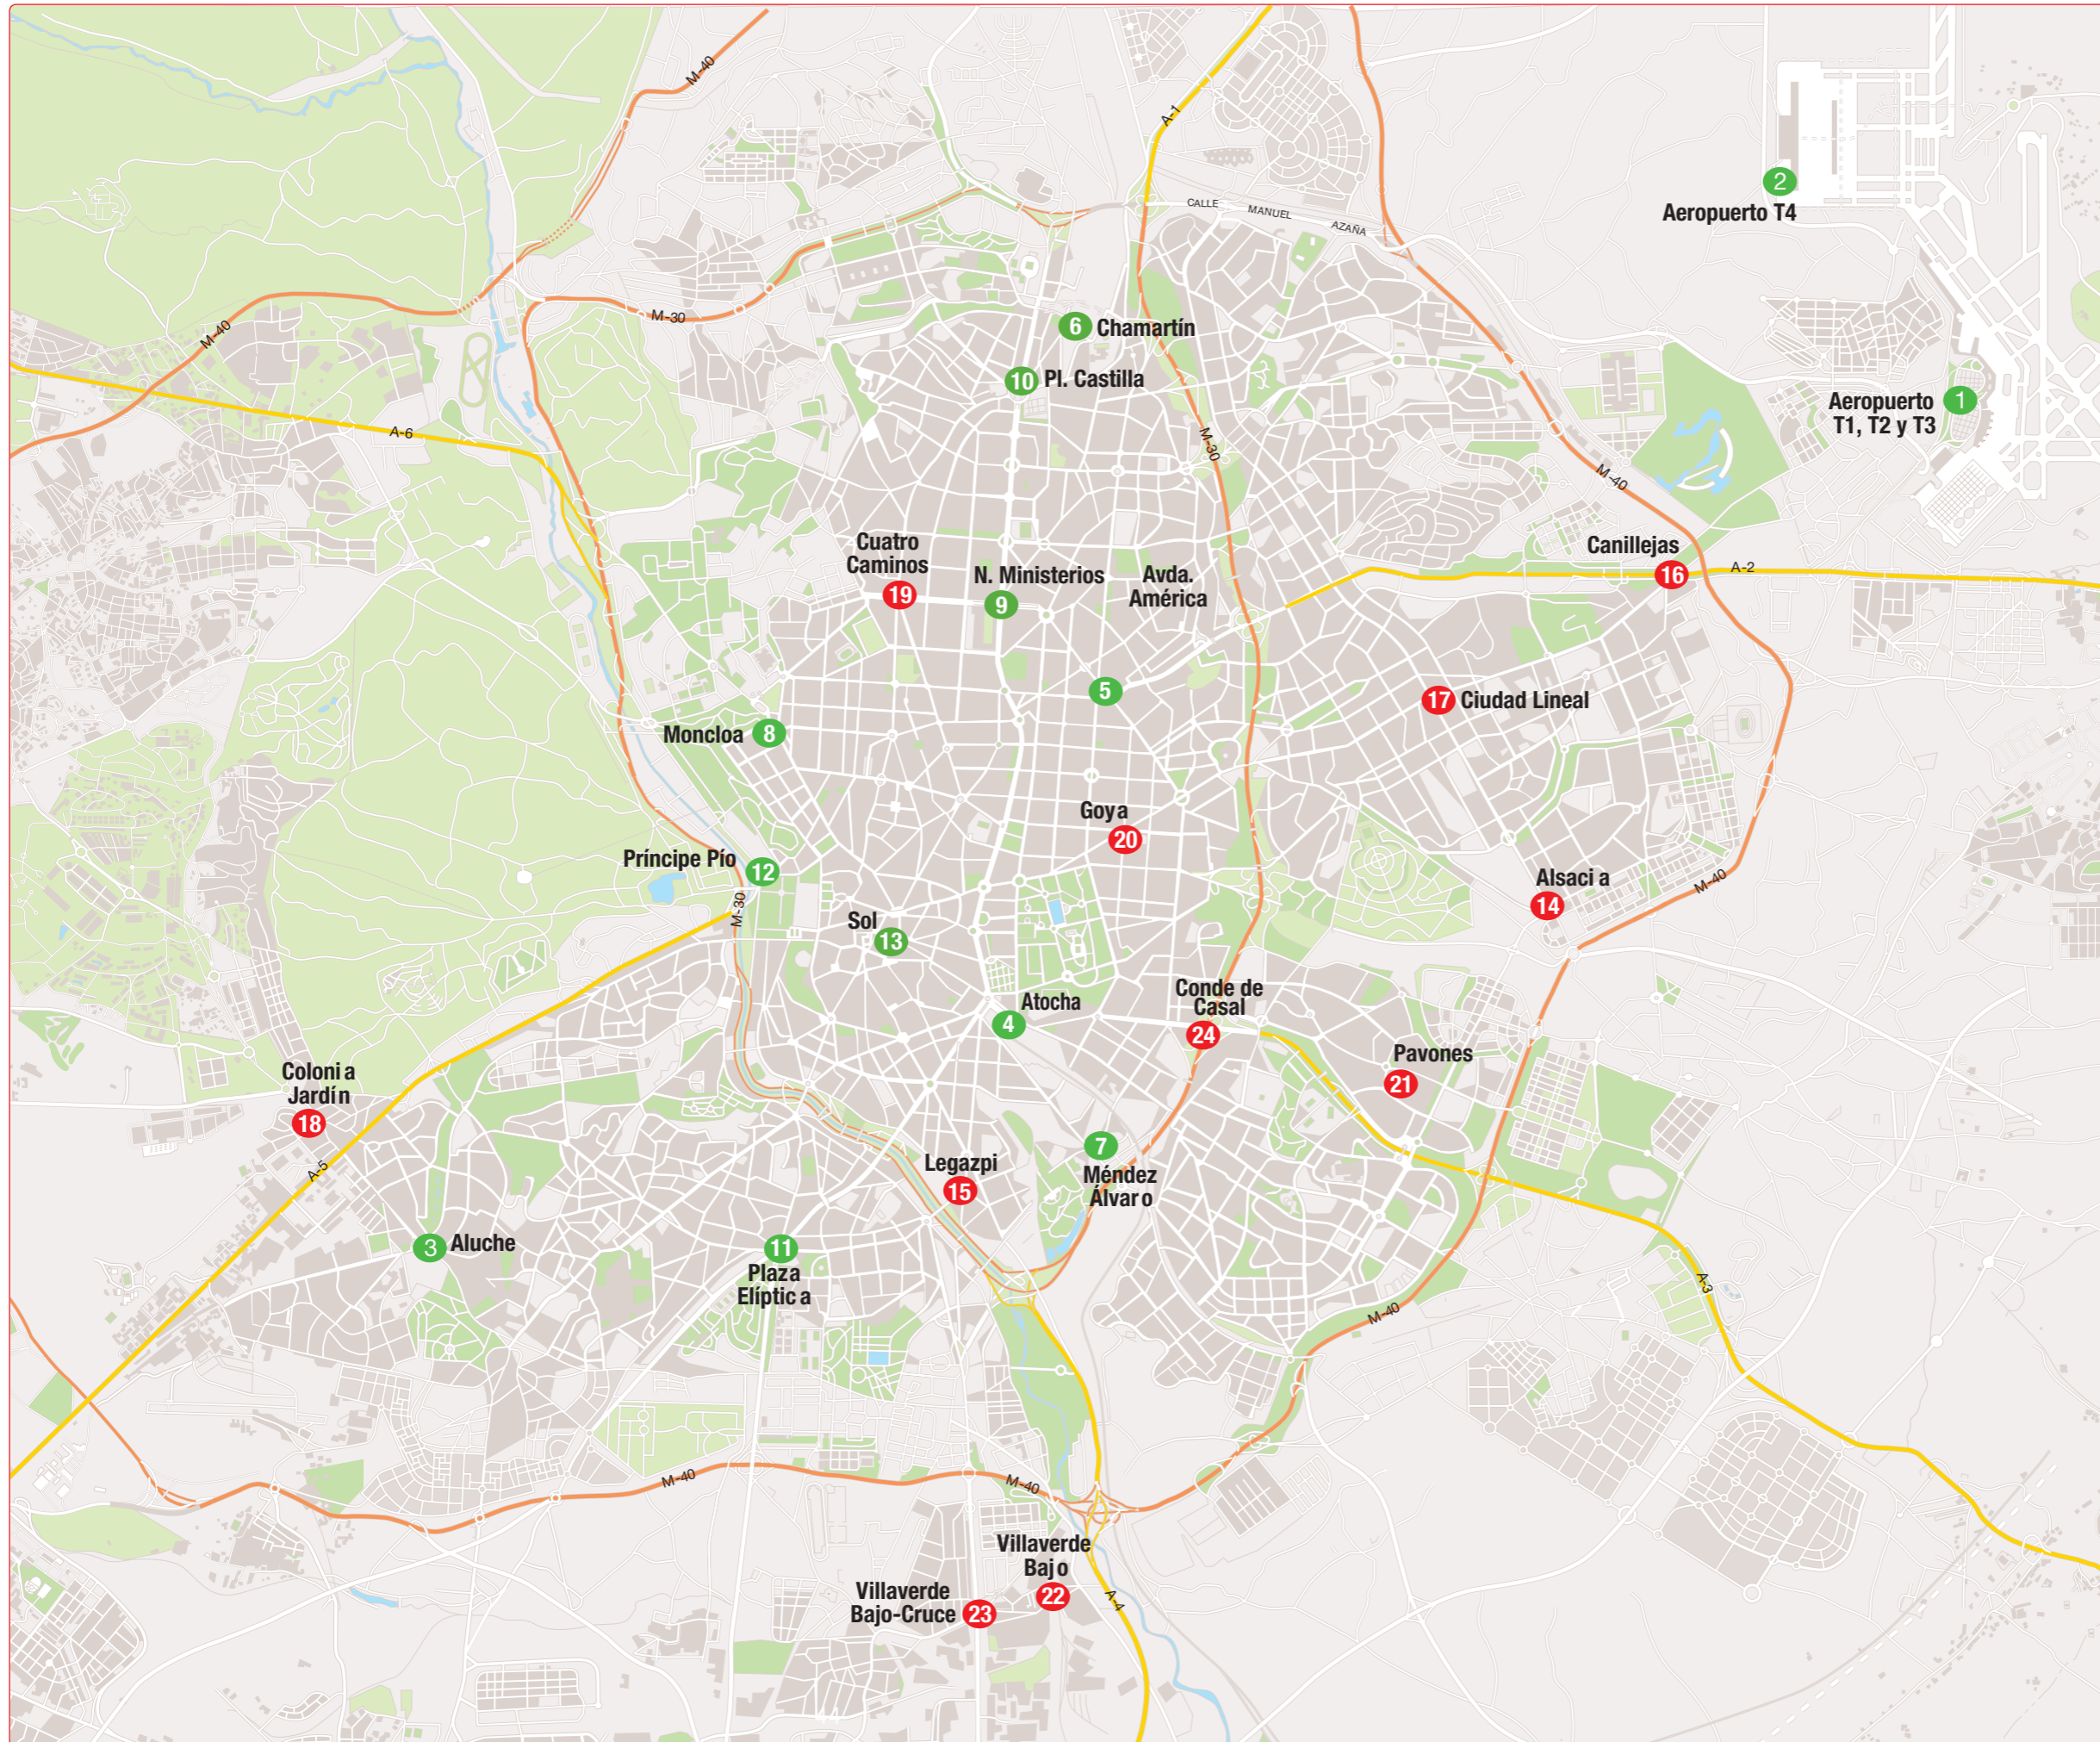 M-40
A-1
CALLE MANUEL AZAÑA
2
Aeropuerto T4
M-40
M-30
6 Chamartín
10 Pl. Castilla
Aeropuerto 1
T1, T2 y T3
A-6
M-30
M-40
Cuatro
Caminos
19
N. Ministerios
9
Avda.
América
5
Canillejas
16
A-2
Moncloa 8
17 Ciudad Lineal
Goya
20
Príncipe Pío 12
M-30
Alsacia
14
M-40
Sol
13
Atocha
4
Conde de
Casal
24
Pavones
21
Colonia
Jardín
18
A-5
Legazpi
15
7
Méndez
Álvaro
3 Aluche
11
Plaza
Elíptica
A-3
M-40
M-40
M-40
Villaverde
Bajo
22
Villaverde
Bajo-Cruce 23
A-4